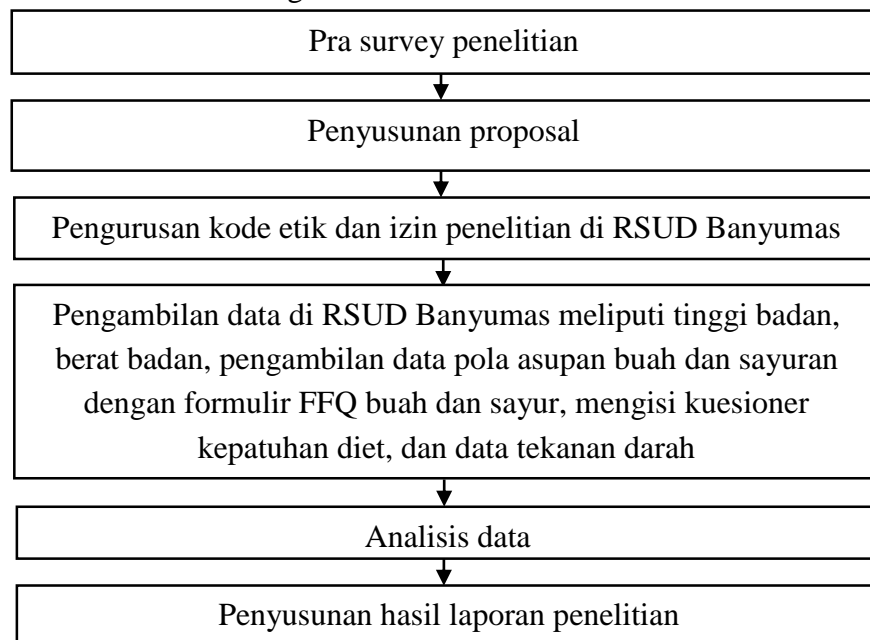 Pra survey penelitian
Penyusunan proposal
Pengurusan kode etik dan izin penelitian di RSUD Banyumas
Pengambilan data di RSUD Banyumas meliputi tinggi badan,
berat badan, pengambilan data pola asupan buah dan sayuran
dengan formulir FFQ buah dan sayur, mengisi kuesioner
kepatuhan diet, dan data tekanan darah
Analisis data
Penyusunan hasil laporan penelitian